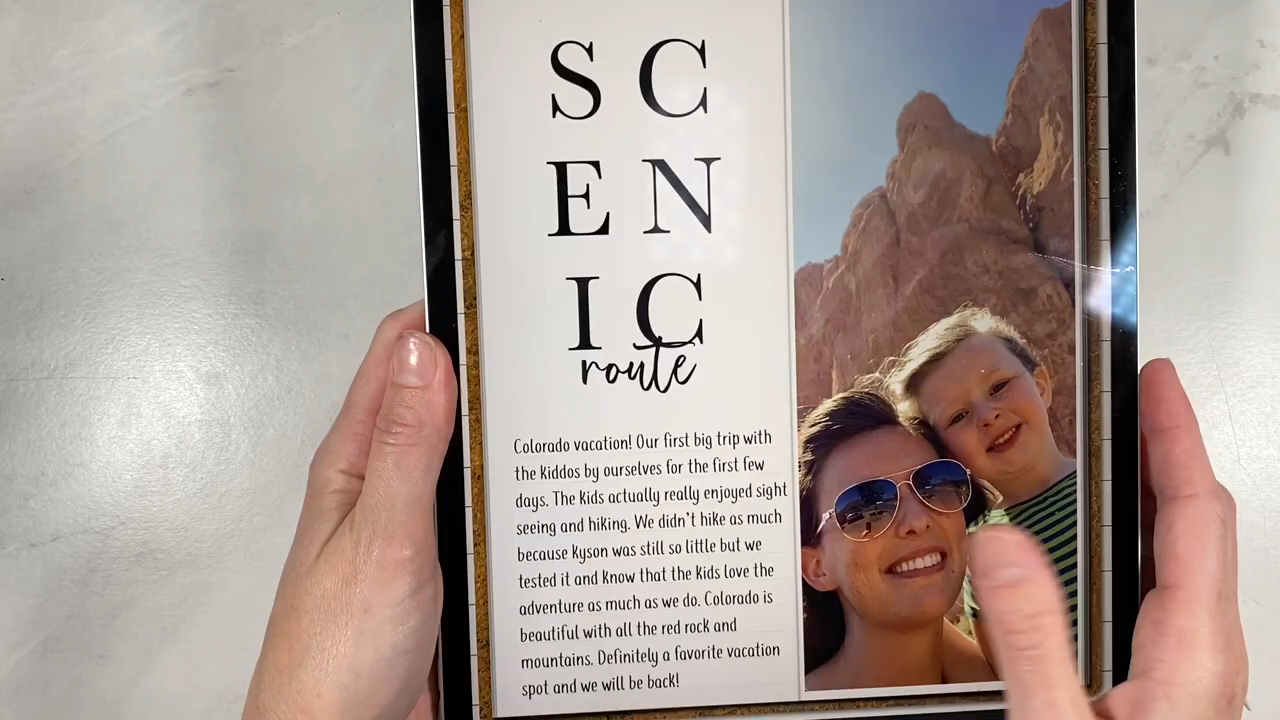 S C
E N
I C
route
Colorado vacation! Our first big trip with
the kiddos by ourselves for the first few
days. The kids actually really enjoyed sight
seeing and hiking. We didn't hike as much
because Kyson was still so little but we
tested it and know that the kids love the
adventure as much as we do. Colorado is
beautiful with all the red rock and
mountains. Definitely a favorite vacation
spot and we will be back!